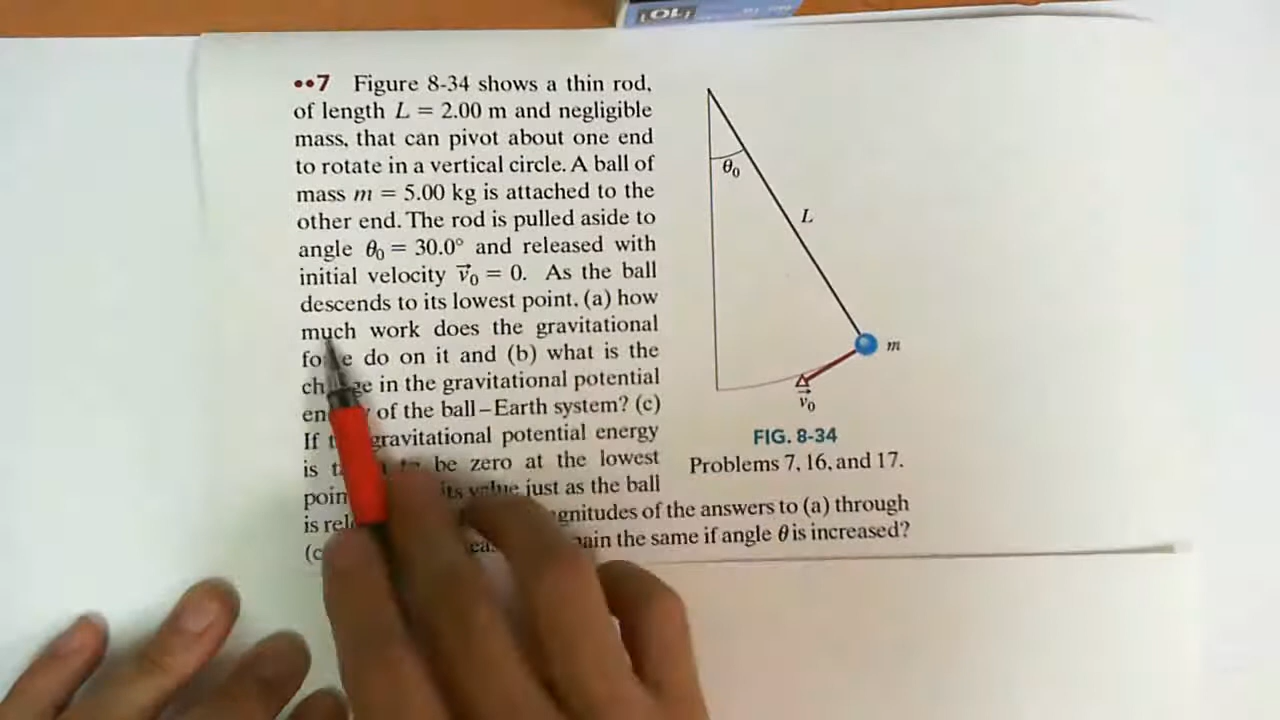 ••7 Figure 8-34 shows a thin rod,
of length L = 2.00 m and negligible
mass, that can pivot about one end
to rotate in a vertical circle. A ball of
mass m = 5.00 kg is attached to the
other end. The rod is pulled aside to
angle θ₀ = 30.0° and released with
initial velocity v⃗₀ = 0. As the ball
descends to its lowest point, (a) how
much work does the gravitational
do on it and (b) what is the
in the gravitational potential
of the ball–Earth system? (c)
If gravitational potential energy
is be zero at the lowest
its value just as the ball
is of the answers to (a) through
the same if angle θ is increased?
θ₀
L
m
v⃗₀
FIG. 8-34
Problems 7, 16, and 17.